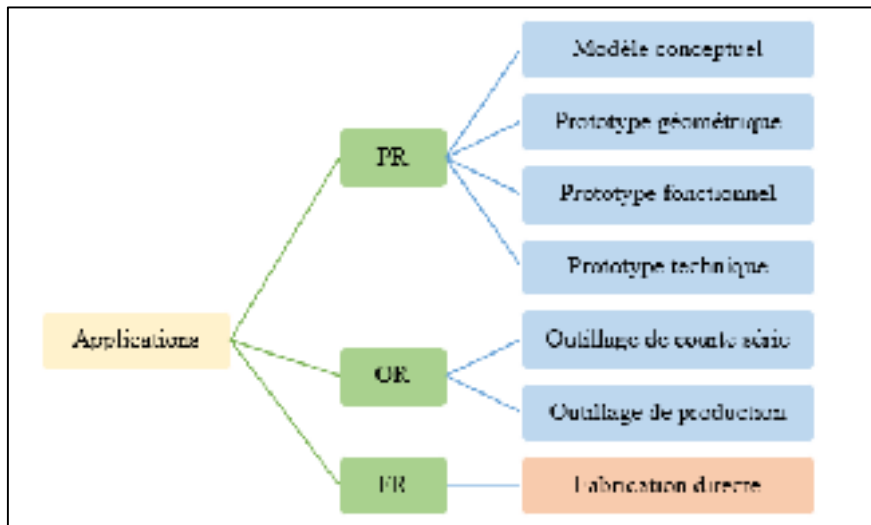 Modèle conceptuel
Prototype géométrique
PR
Prototype fonctionnel
Prototype technique
Applications
Outillage de courte série
OR
Outillage de production
FR
Fabrication directe